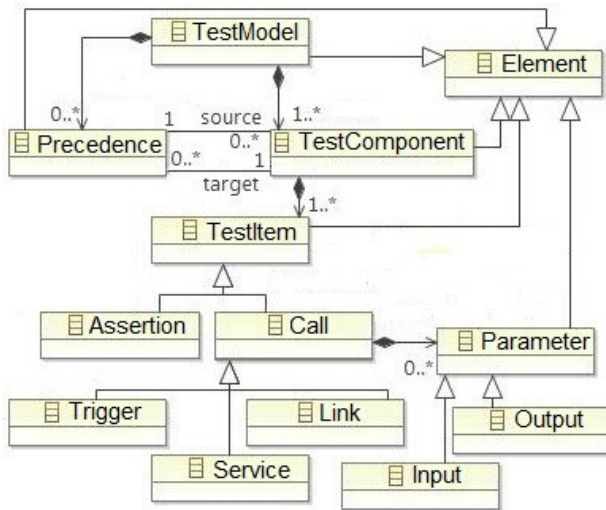 TestModel
Element
0..*
1..*
1
source
0..*
Precedence
TestComponent
0..*
1
target
1..*
TestItem
Assertion
Call
Parameter
0..*
Trigger
Link
Output
Service
Input